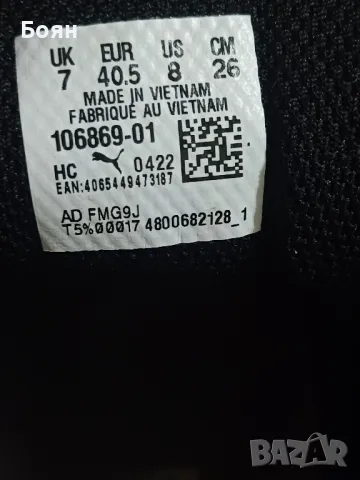 Боян
UK EUR US CM
7 40.5 8 26
MADE IN VIETNAM
FABRIQUÉ AU VIETNAM
106869-01
HC 0422
EAN:4065449473187
AD FMG9J
T5%00017 4800682128_1
BAZAR